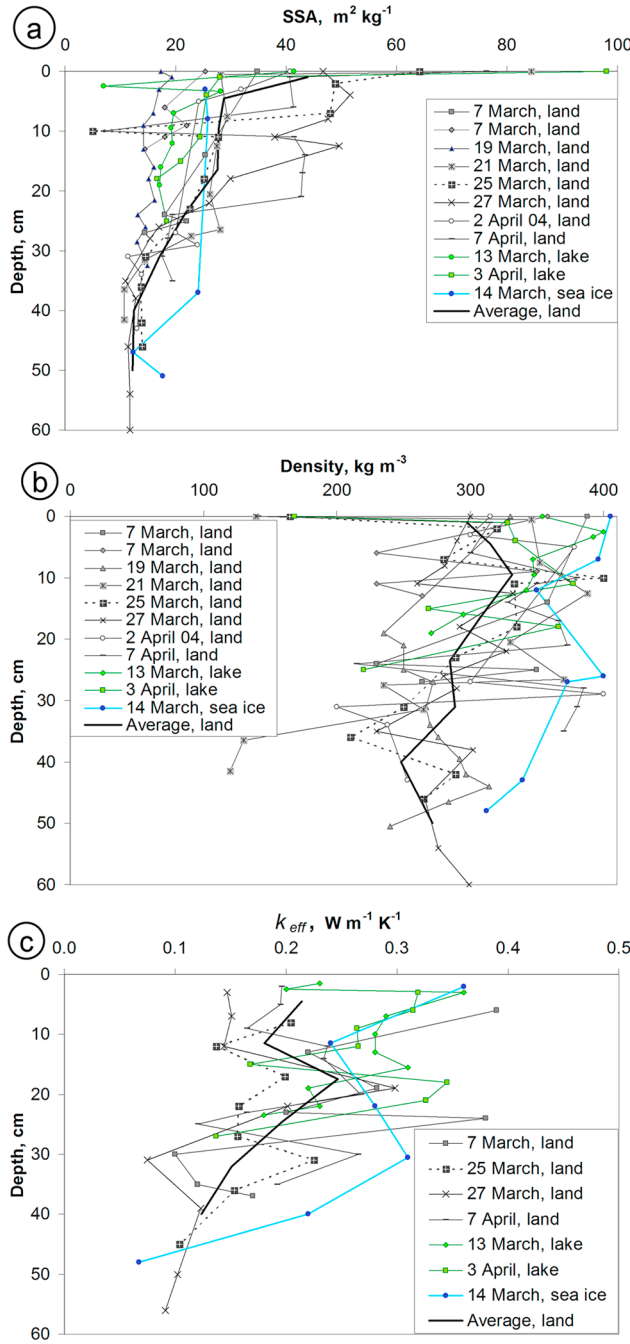 a
SSA, m² kg⁻¹
0 20 40 60 80 100
Depth, cm
0
10
20
30
40
50
60
7 March, land
7 March, land
19 March, land
21 March, land
25 March, land
27 March, land
2 April 04, land
7 April, land
13 March, lake
3 April, lake
14 March, sea ice
Average, land
b
Density, kg m⁻³
0 100 200 300 400
Depth, cm
0
10
20
30
40
50
60
7 March, land
7 March, land
19 March, land
21 March, land
25 March, land
27 March, land
2 April 04, land
7 April, land
13 March, lake
3 April, lake
14 March, sea ice
Average, land
c
k eff, W m⁻¹ K⁻¹
0.0 0.1 0.2 0.3 0.4 0.5
Depth, cm
0
10
20
30
40
50
60
7 March, land
25 March, land
27 March, land
7 April, land
13 March, lake
3 April, lake
14 March, sea ice
Average, land